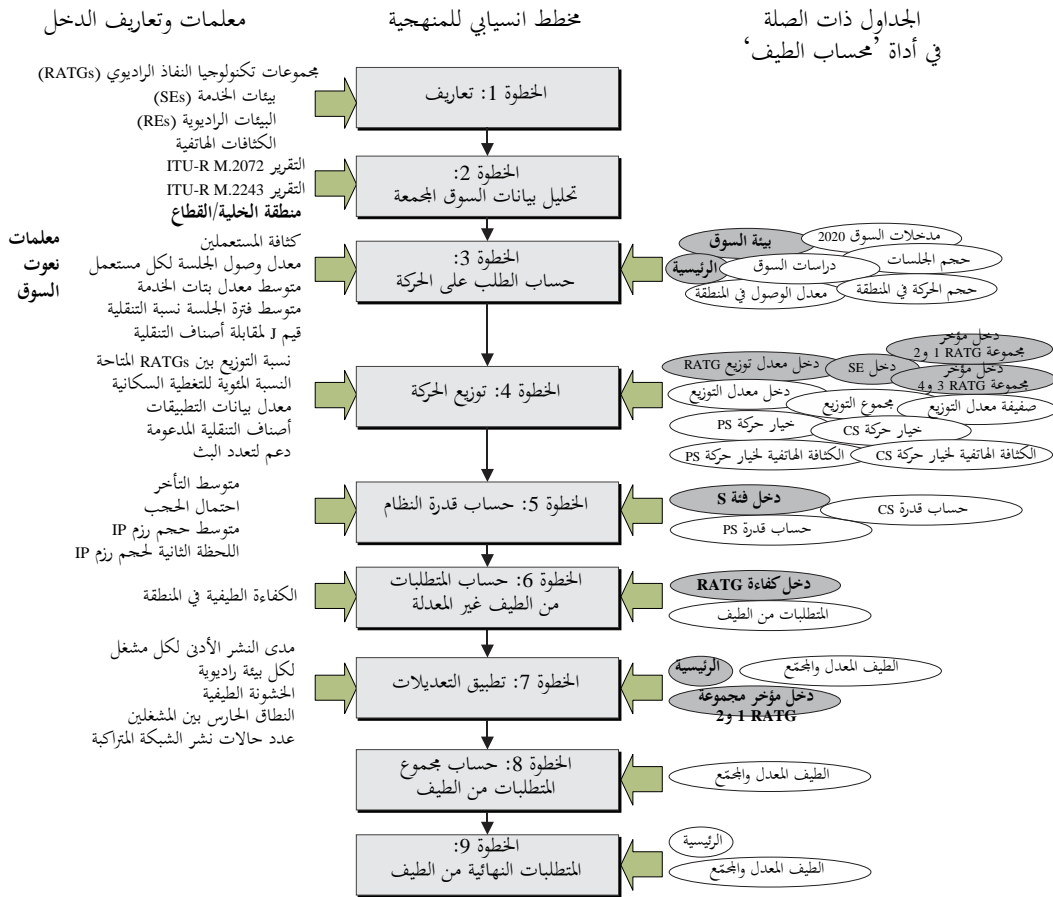 معلمات وتعاريف الدخل
مخطط انسيابي للمنهجية
الجداول ذات الصلة
في أداة ’محساب الطيف‘
مجموعات تكنولوجيا النفاذ الراديوي (RATGs)
بيئات الخدمة (SEs)
البيئات الراديوية (REs)
الكثافات الهاتفية
الخطوة 1: تعاريف
التقرير ITU-R M.2072
التقرير ITU-R M.2243
منطقة الخلية/القطاع
الخطوة 2:
تحليل بيانات السوق المجمعة
معلمات
نعوت
السوق
كثافة المستعملين
معدل وصول الجلسة لكل مستعمل
متوسط معدل بتات الخدمة
متوسط فترة الجلسة نسبة التنقلية
قيم J لمقابلة أصناف التنقلية
الخطوة 3:
حساب الطلب على الحركة
بيئة السوق
مدخلات السوق 2020
الرئيسية
دراسات السوق
حجم الجلسات
معدل الوصول في المنطقة
حجم الحركة في المنطقة
نسبة التوزيع بين RATGs المتاحة
النسبة المئوية للتغطية السكانية
معدل بيانات التطبيقات
أصناف التنقلية المدعومة
دعم لتعدد البث
الخطوة 4: توزيع الحركة
دخل مؤخر
مجموعة RATG 1 و2
دخل معدل توزيع RATG
دخل SE
دخل مؤخر
مجموعة RATG 3 و4
دخل معدل التوزيع
مجموع التوزيع
صفيفة معدل التوزيع
خيار حركة PS
خيار حركة CS
الكثافة الهاتفية لخيار حركة PS
الكثافة الهاتفية لخيار حركة CS
متوسط التأخر
احتمال الحجب
متوسط حجم رزم IP
اللحظة الثانية لحجم رزم IP
الخطوة 5: حساب قدرة النظام
دخل فئة S
حساب قدرة CS
حساب قدرة PS
الكفاءة الطيفية في المنطقة
الخطوة 6: حساب المتطلبات
من الطيف غير المعدلة
دخل كفاءة RATG
المتطلبات من الطيف
مدى النشر الأدنى لكل مشغل
لكل بيئة راديوية
الخشونة الطيفية
النطاق الحارس بين المشغلين
عدد حالات نشر الشبكة المتراكبة
الخطوة 7: تطبيق التعديلات
الرئيسية
الطيف المعدل والمجمّع
دخل مؤخر مجموعة
RATG 1 و2
الخطوة 8: حساب مجموع
المتطلبات من الطيف
الطيف المعدل والمجمّع
الخطوة 9:
المتطلبات النهائية من الطيف
الرئيسية
الطيف المعدل والمجمّع